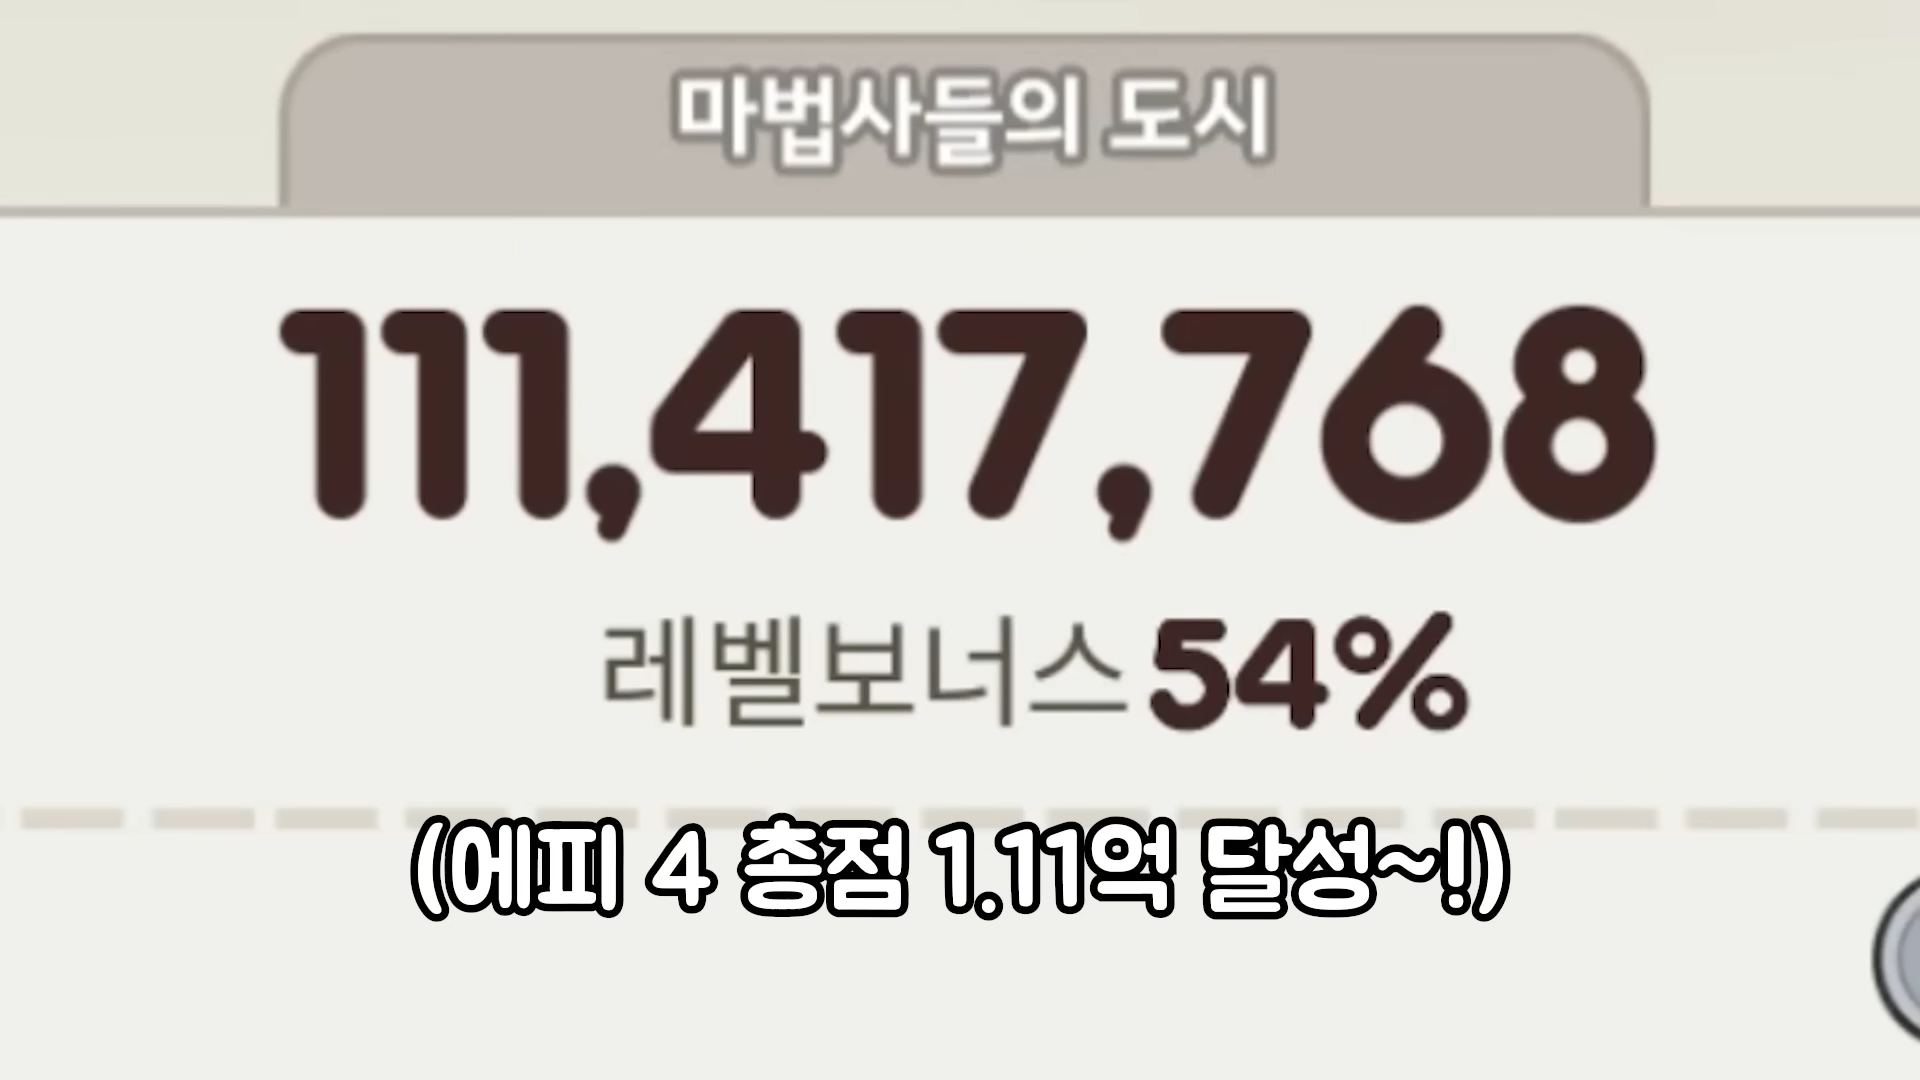 마법사들의 도시
111,417,768
레벨보너스 54%
(에피 4 총점 1.11억 달성~!)